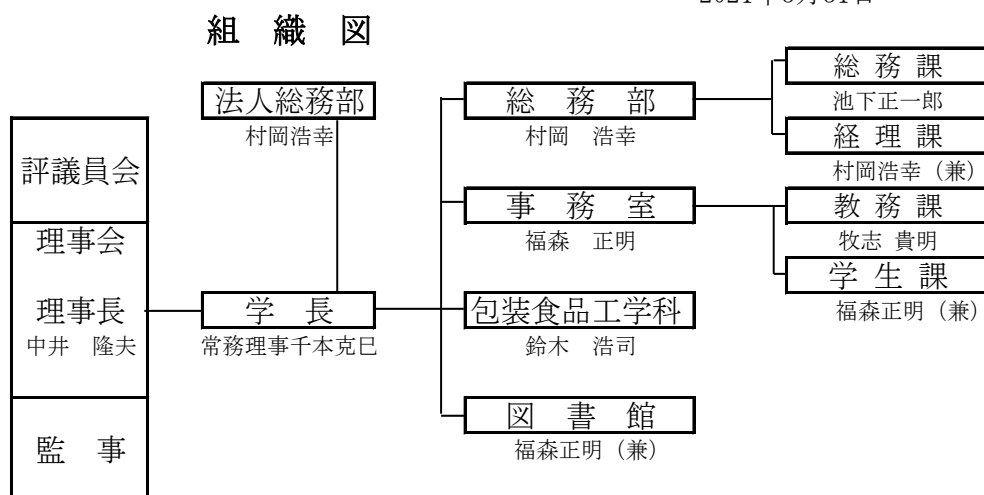 組 織 図
法人総務部
村岡浩幸
評議員会
理事会
理事長
中井 隆夫
監 事
学 長
常務理事千本克巳
総 務 部
村岡 浩幸
事 務 室
福森 正明
包装食品工学科
鈴木 浩司
図 書 館
福森正明（兼）
総 務 課
池下正一郎
経 理 課
村岡浩幸（兼）
教 務 課
牧志 貴明
学 生 課
福森正明（兼）